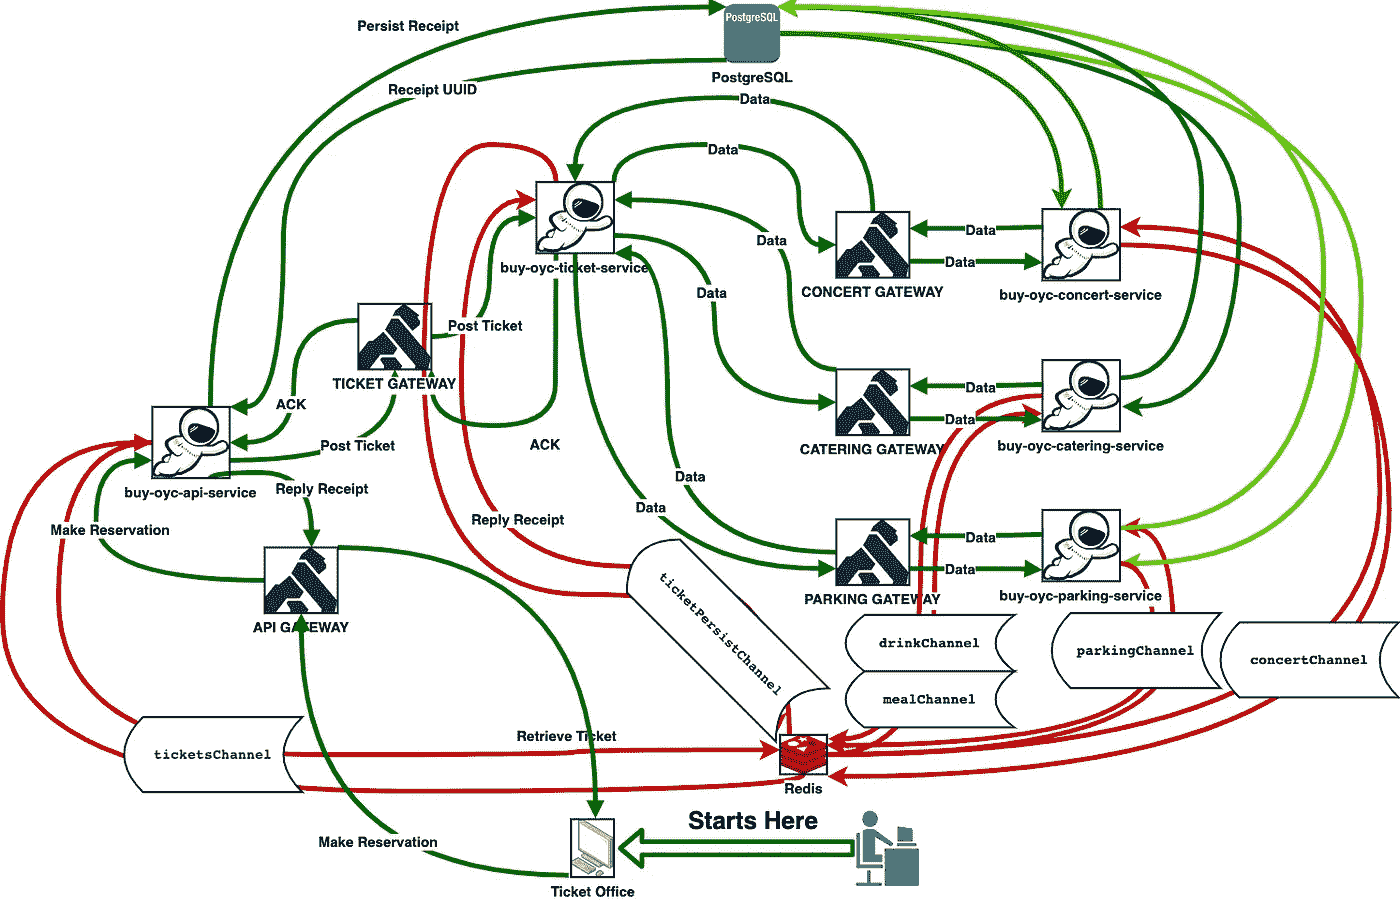 Persist Receipt
PostgreSQL
PostgreSQL
Receipt UUID
Data
Data
Data
Data
buy-oyc-ticket-service
Data
Data
CONCERT GATEWAY
buy-oyc-concert-service
Data
Post Ticket
TICKET GATEWAY
ACK
Data
Data
CATERING GATEWAY
buy-oyc-catering-service
Post Ticket
ACK
buy-oyc-api-service
Reply Receipt
Data
Data
Reply Receipt
Make Reservation
Data
Data
PARKING GATEWAY
buy-oyc-parking-service
API GATEWAY
ticketPersistChannel
drinkChannel
parkingChannel
concertChannel
mealChannel
ticketsChannel
Retrieve Ticket
Redis
Starts Here
Make Reservation
Ticket Office